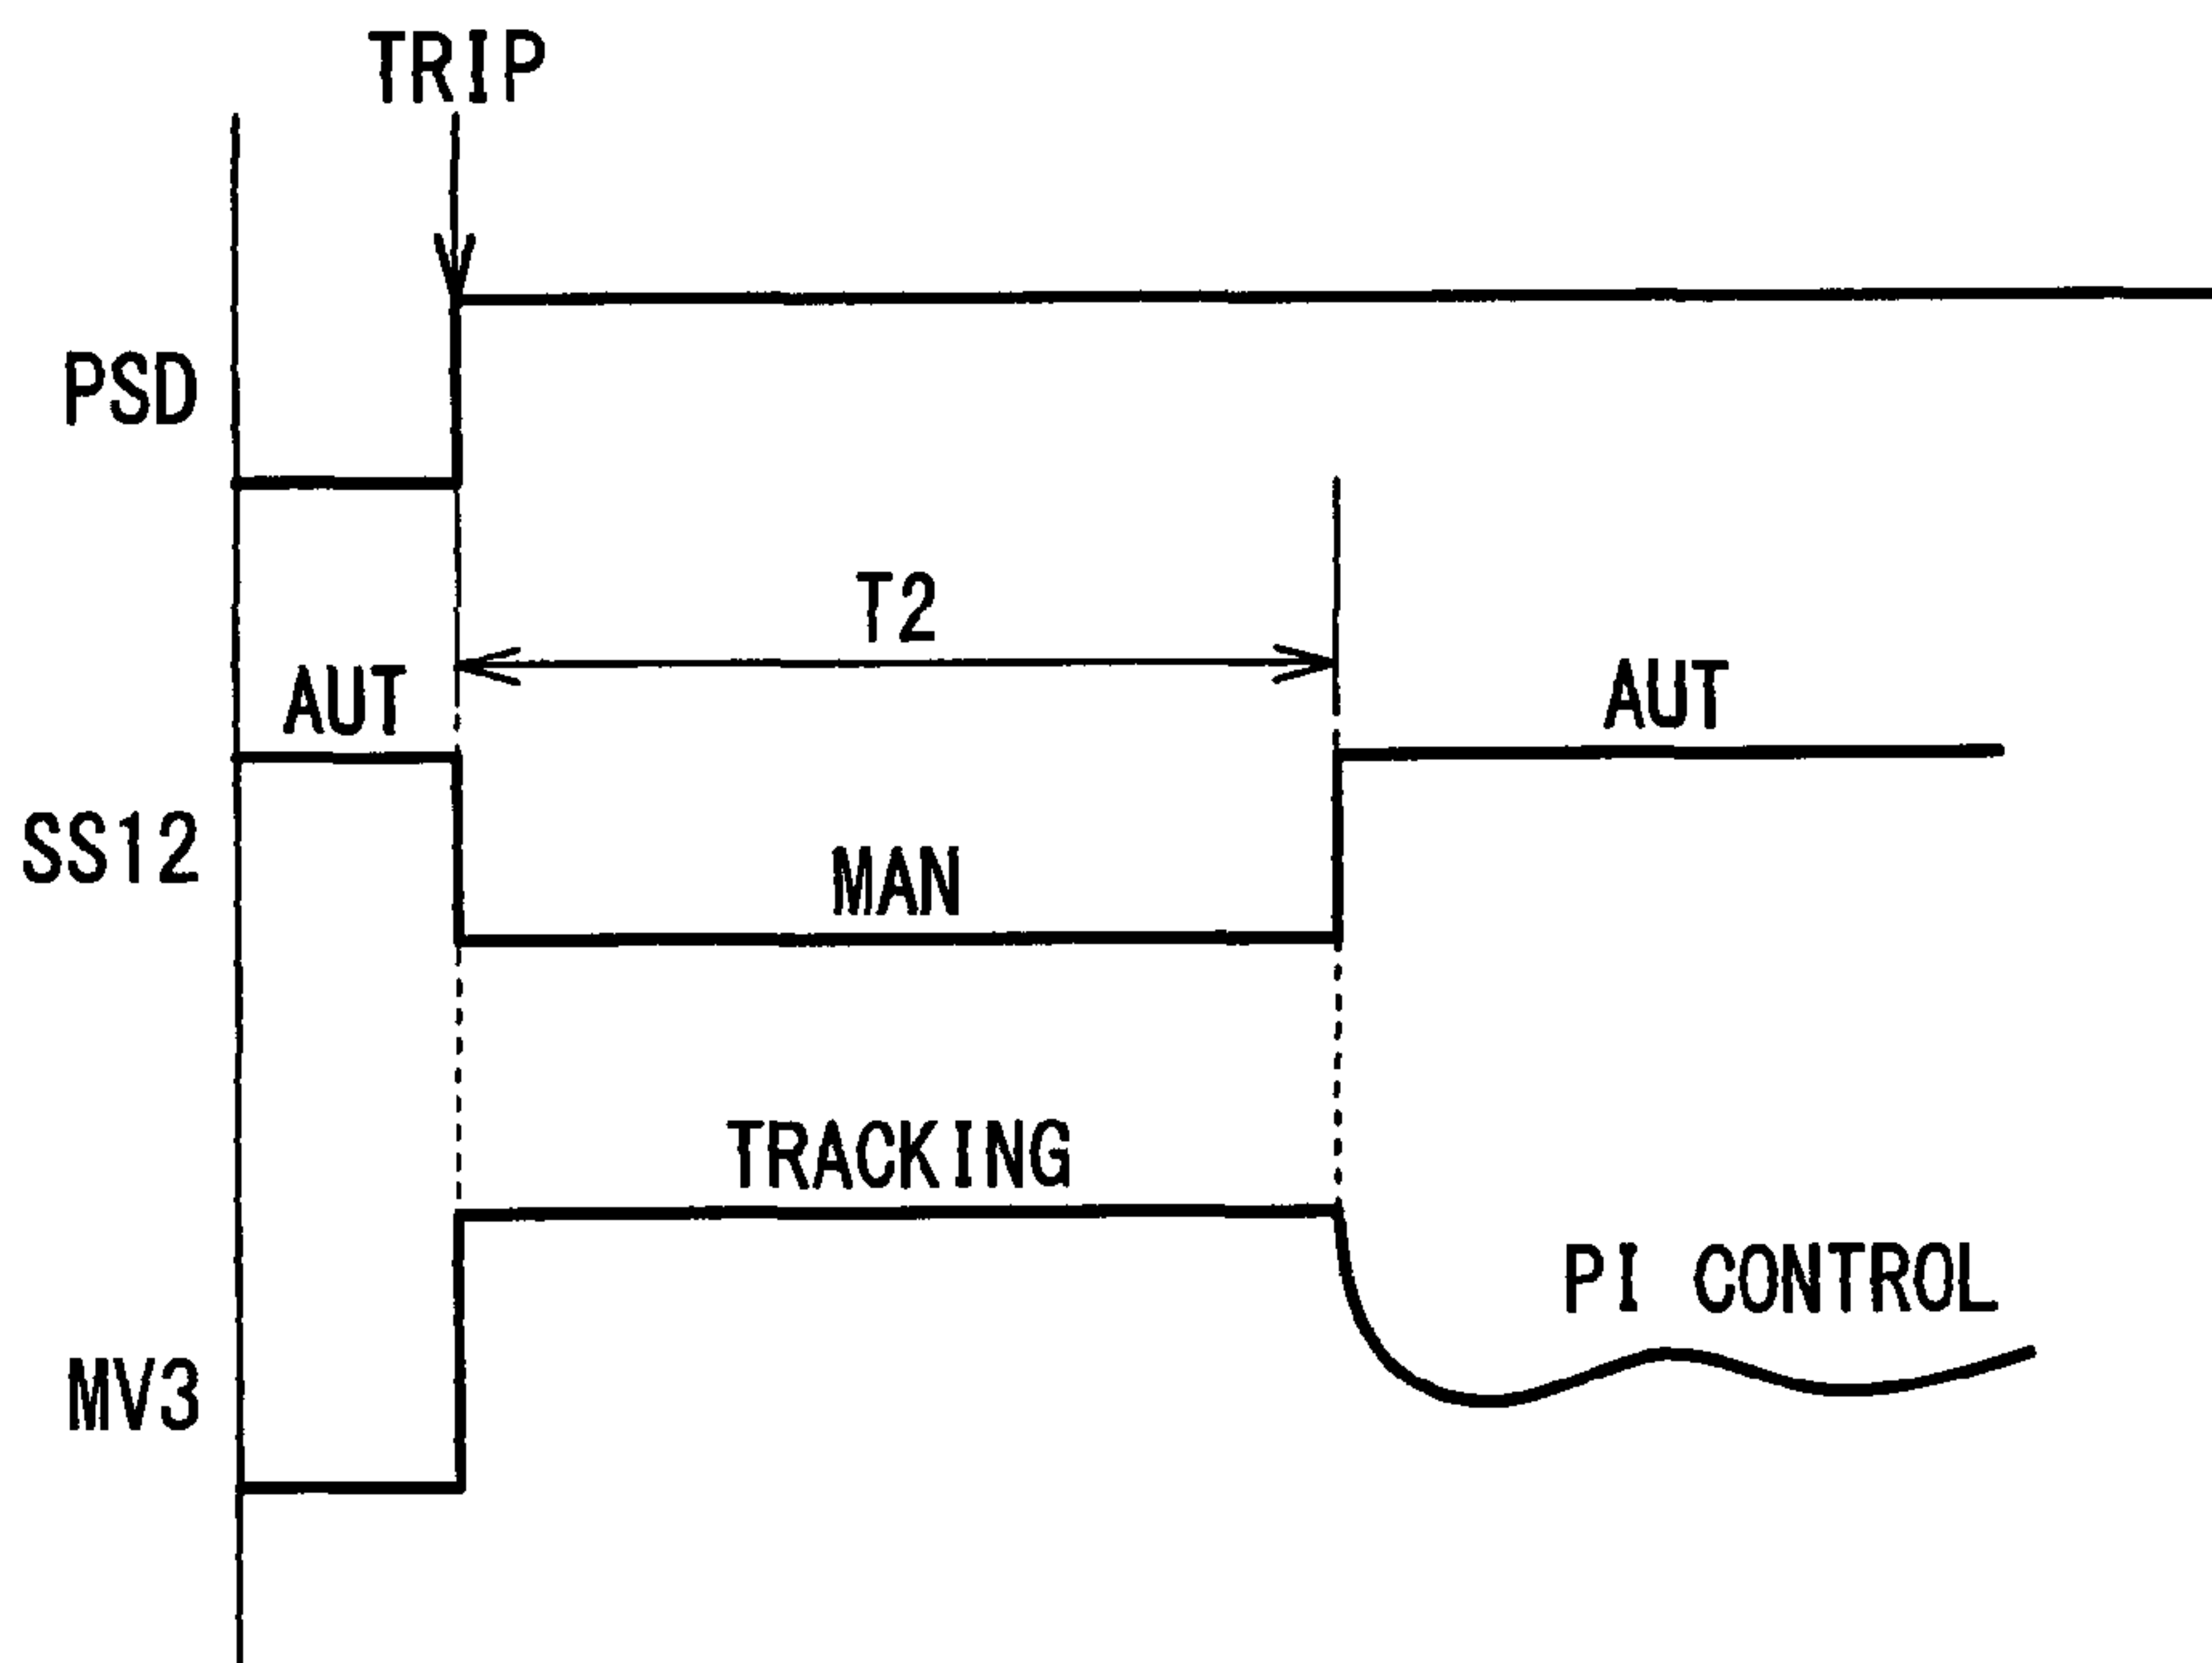 TRIP
PSD
T2
AUT
AUT
SS12
MAN
TRACKING
PI CONTROL
MV3